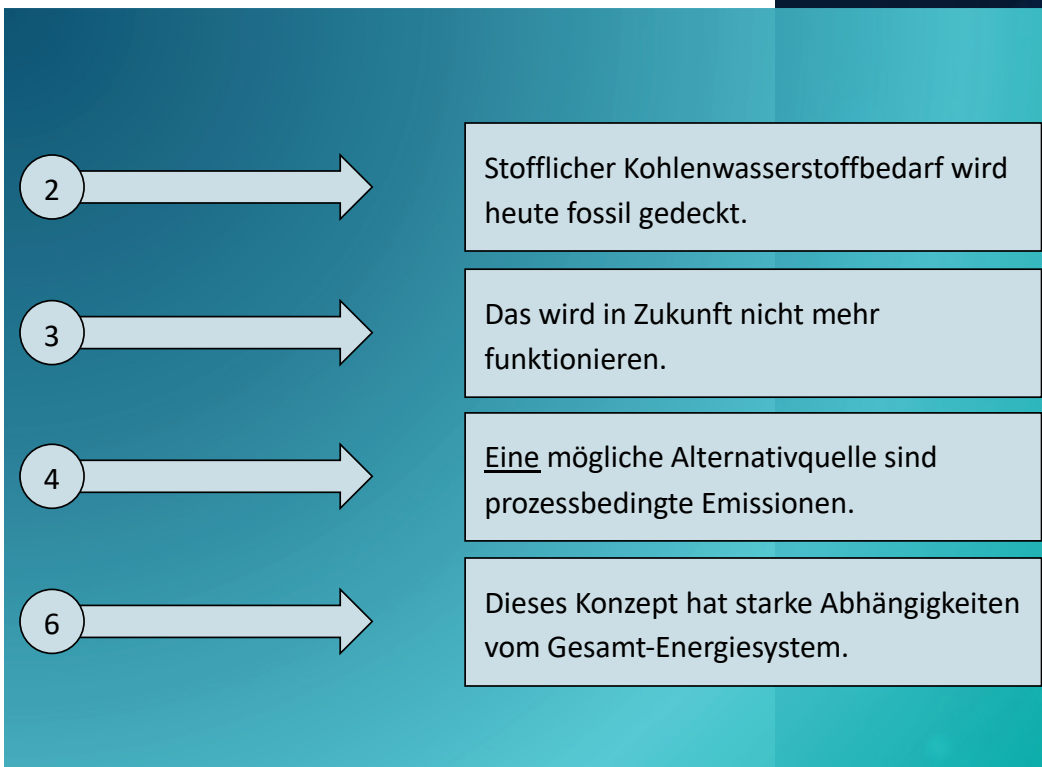 2
Stofflicher Kohlenwasserstoffbedarf wird
heute fossil gedeckt.
3
Das wird in Zukunft nicht mehr
funktionieren.
4
Eine mögliche Alternativquelle sind
prozessbedingte Emissionen.
6
Dieses Konzept hat starke Abhängigkeiten
vom Gesamt-Energiesystem.